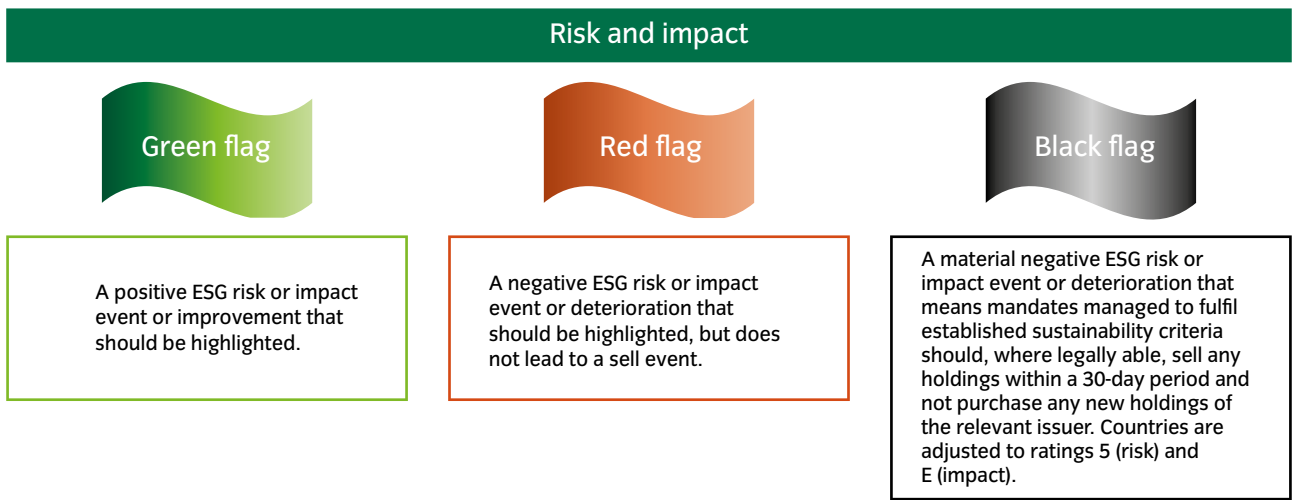 Risk and impact
Green flag
Red flag
Black flag
A positive ESG risk or impact
event or improvement that
should be highlighted.
A negative ESG risk or impact
event or deterioration that
should be highlighted, but does
not lead to a sell event.
A material negative ESG risk or
impact event or deterioration that
means mandates managed to fulfil
established sustainability criteria
should, where legally able, sell any
holdings within a 30-day period and
not purchase any new holdings of
the relevant issuer. Countries are
adjusted to ratings 5 (risk) and
E (impact).